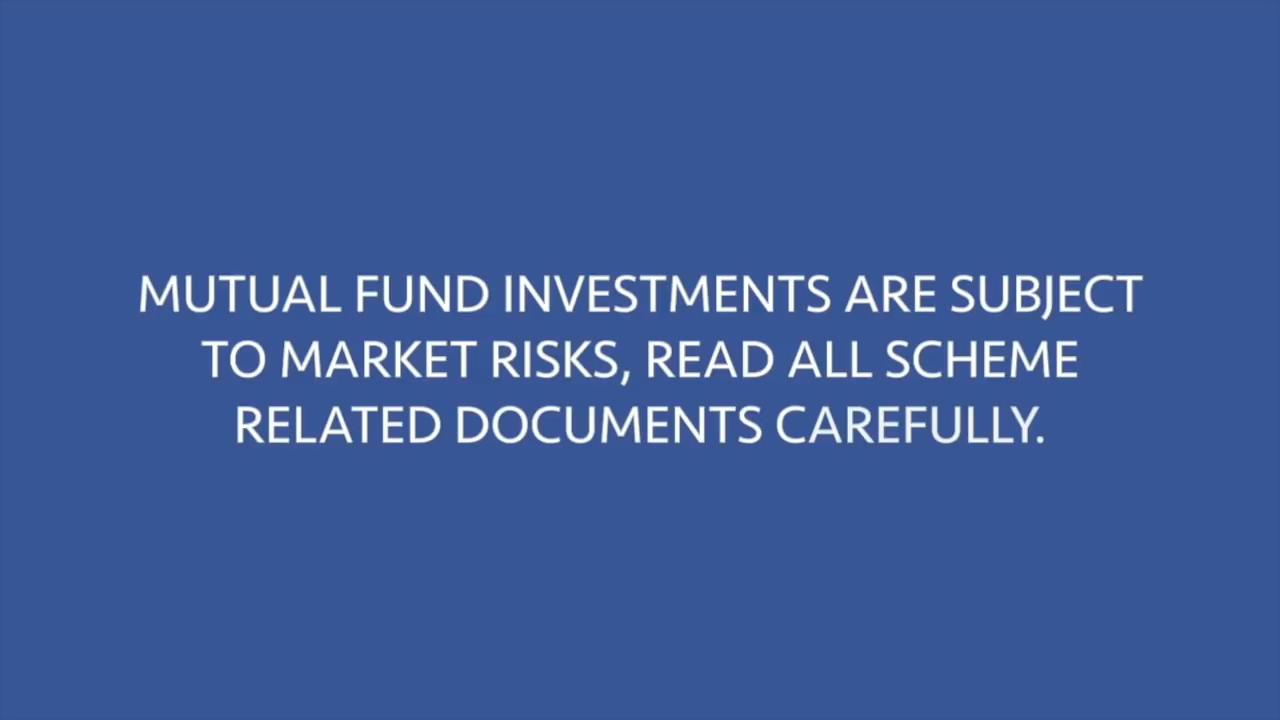 MUTUAL FUND INVESTMENTS ARE SUBJECT
TO MARKET RISKS, READ ALL SCHEME
RELATED DOCUMENTS CAREFULLY.